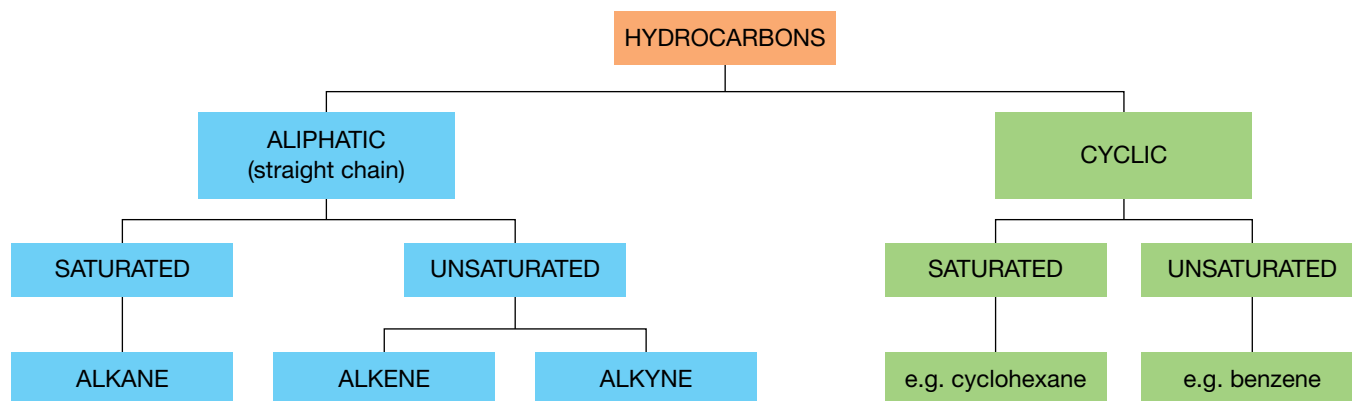 HYDROCARBONS
ALIPHATIC
(straight chain)
CYCLIC
SATURATED
UNSATURATED
SATURATED
UNSATURATED
ALKANE
ALKENE
ALKYNE
e.g. cyclohexane
e.g. benzene